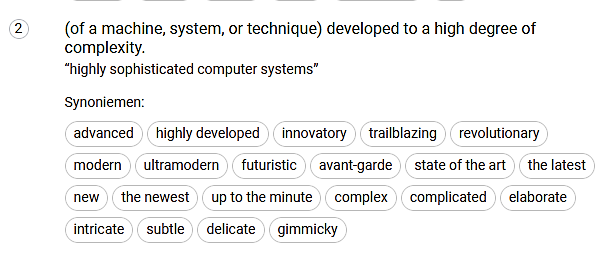 2
(of a machine, system, or technique) developed to a high degree of
complexity.
“highly sophisticated computer systems”
Synoniemen:
advanced highly developed innovatory trailblazing revolutionary
modern ultramodern futuristic avant-garde state of the art the latest
new the newest up to the minute complex complicated elaborate
intricate subtle delicate gimmicky